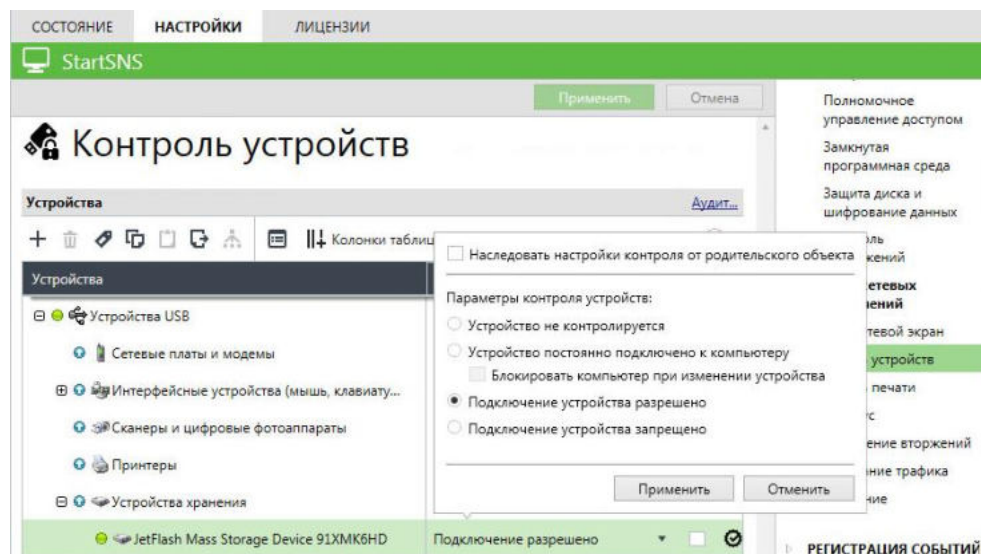 СОСТОЯНИЕ НАСТРОЙКИ ЛИЦЕНЗИИ
StartSNS
Применить Отмена
Контроль устройств
Устройства Аудит...
Колонки таблиц
Устройства
Устройства USB
Сетевые платы и модемы
Интерфейсные устройства (мышь, клавиату...
Сканеры и цифровые фотоаппараты
Принтеры
Устройства хранения
JetFlash Mass Storage Device 91XMK6HD Подключение разрешено
Наследовать настройки контроля от родительского объекта
Параметры контроля устройств:
Устройство не контролируется
Устройство постоянно подключено к компьютеру
Блокировать компьютер при изменении устройства
Подключение устройства разрешено
Подключение устройства запрещено
Применить Отменить
Полномочное
управление доступом
Замкнутая
программная среда
Защита диска и
шифрование данных
оль
жений
етевых
нений
тевой экран
устройств
печати
ус
ение вторжений
ние трафика
ние
РЕГИСТРАЦИЯ СОБЫТИЙ